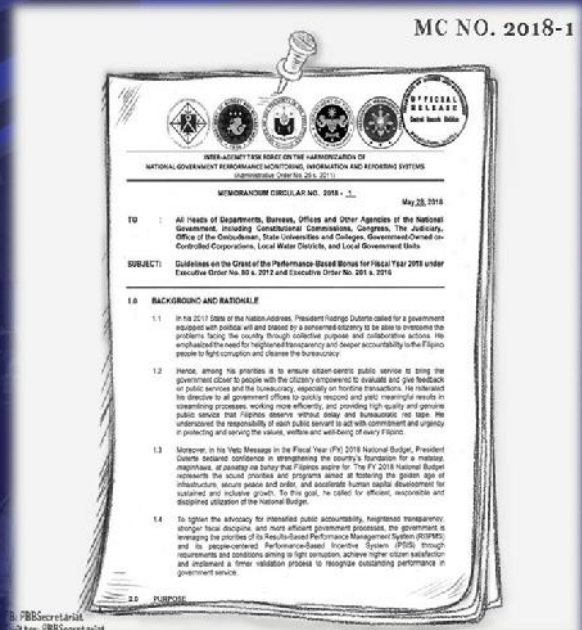 MC NO. 2018-1
OFFICIAL
RELEASE
Central Records Division
INTER-AGENCY TASK FORCE ON THE HARMONIZATION OF
NATIONAL GOVERNMENT PERFORMANCE MONITORING, INFORMATION AND REPORTING SYSTEMS
(Administrative Order No. 25 s. 2011)
MEMORANDUM CIRCULAR NO. 2018 - 1
May 28, 2018
TO : All Heads of Departments, Bureaus, Offices and Other Agencies of the National
Government, including Constitutional Commissions, Congress, The Judiciary,
Office of the Ombudsman, State Universities and Colleges, Government-Owned or-
Controlled Corporations, Local Water Districts, and Local Government Units
SUBJECT: Guidelines on the Grant of the Performance-Based Bonus for Fiscal Year 2018 under
Executive Order No. 80 s. 2012 and Executive Order No. 201 s. 2016
1.0 BACKGROUND AND RATIONALE
1.1 In his 2017 State of the Nation Address, President Rodrigo Duterte called for a government
equipped with political will and braced by a concerned citizenry to be able to overcome the
problems facing the country through collective purpose and collaborative actions. He
emphasized the need for heightened transparency and deeper accountability to the Filipino
people to fight corruption and cleanse the bureaucracy.
1.2 Hence, among his priorities is to ensure citizen-centric public service to bring the
government closer to people with the citizenry empowered to evaluate and give feedback
on public services and the bureaucracy, especially on frontline transactions. He reiterated
his directive to all government offices to quickly respond and yield meaningful results in
streamlining processes, working more efficiently, and providing high quality and genuine
public service that Filipinos deserve without delay and bureaucratic red tape. He
underscored the responsibility of each public servant to act with commitment and urgency
in protecting and serving the values, welfare and well-being of every Filipino.
1.3 Moreover, in his Veto Message in the Fiscal Year (FY) 2018 National Budget, President
Duterte declared confidence in strengthening the country's foundation for a matatag,
maginhawa, at panatag na buhay that Filipinos aspire for. The FY 2018 National Budget
represents the sound priorities and programs aimed at fostering the golden age of
infrastructure, secure peace and order, and accelerate human capital development for
sustained and inclusive growth. To this goal, he called for efficient, responsible and
disciplined utilization of the National Budget.
1.4 To tighten the advocacy for intensified public accountability, heightened transparency,
stronger fiscal discipline, and more efficient government processes, the government is
leveraging the priorities of its Results-Based Performance Management System (RBPMS)
and its people-centered Performance-Based Incentive System (PBIS) through
requirements and conditions aiming to fight corruption, achieve higher citizen satisfaction
and implement a firmer validation process to recognize outstanding performance in
government service.
2.0 PURPOSE
PBBSecretariat
PBBSecretariat